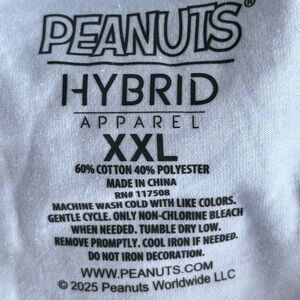 PEANUTS®
HYBRID
APPAREL
XXL
60% COTTON 40% POLYESTER
MADE IN CHINA
RN# 117508
MACHINE WASH COLD WITH LIKE COLORS.
GENTLE CYCLE. ONLY NON-CHLORINE BLEACH
WHEN NEEDED. TUMBLE DRY LOW.
REMOVE PROMPTLY. COOL IRON IF NEEDED.
DO NOT IRON DECORATION.
WWW.PEANUTS.COM
© 2025 Peanuts Worldwide LLC